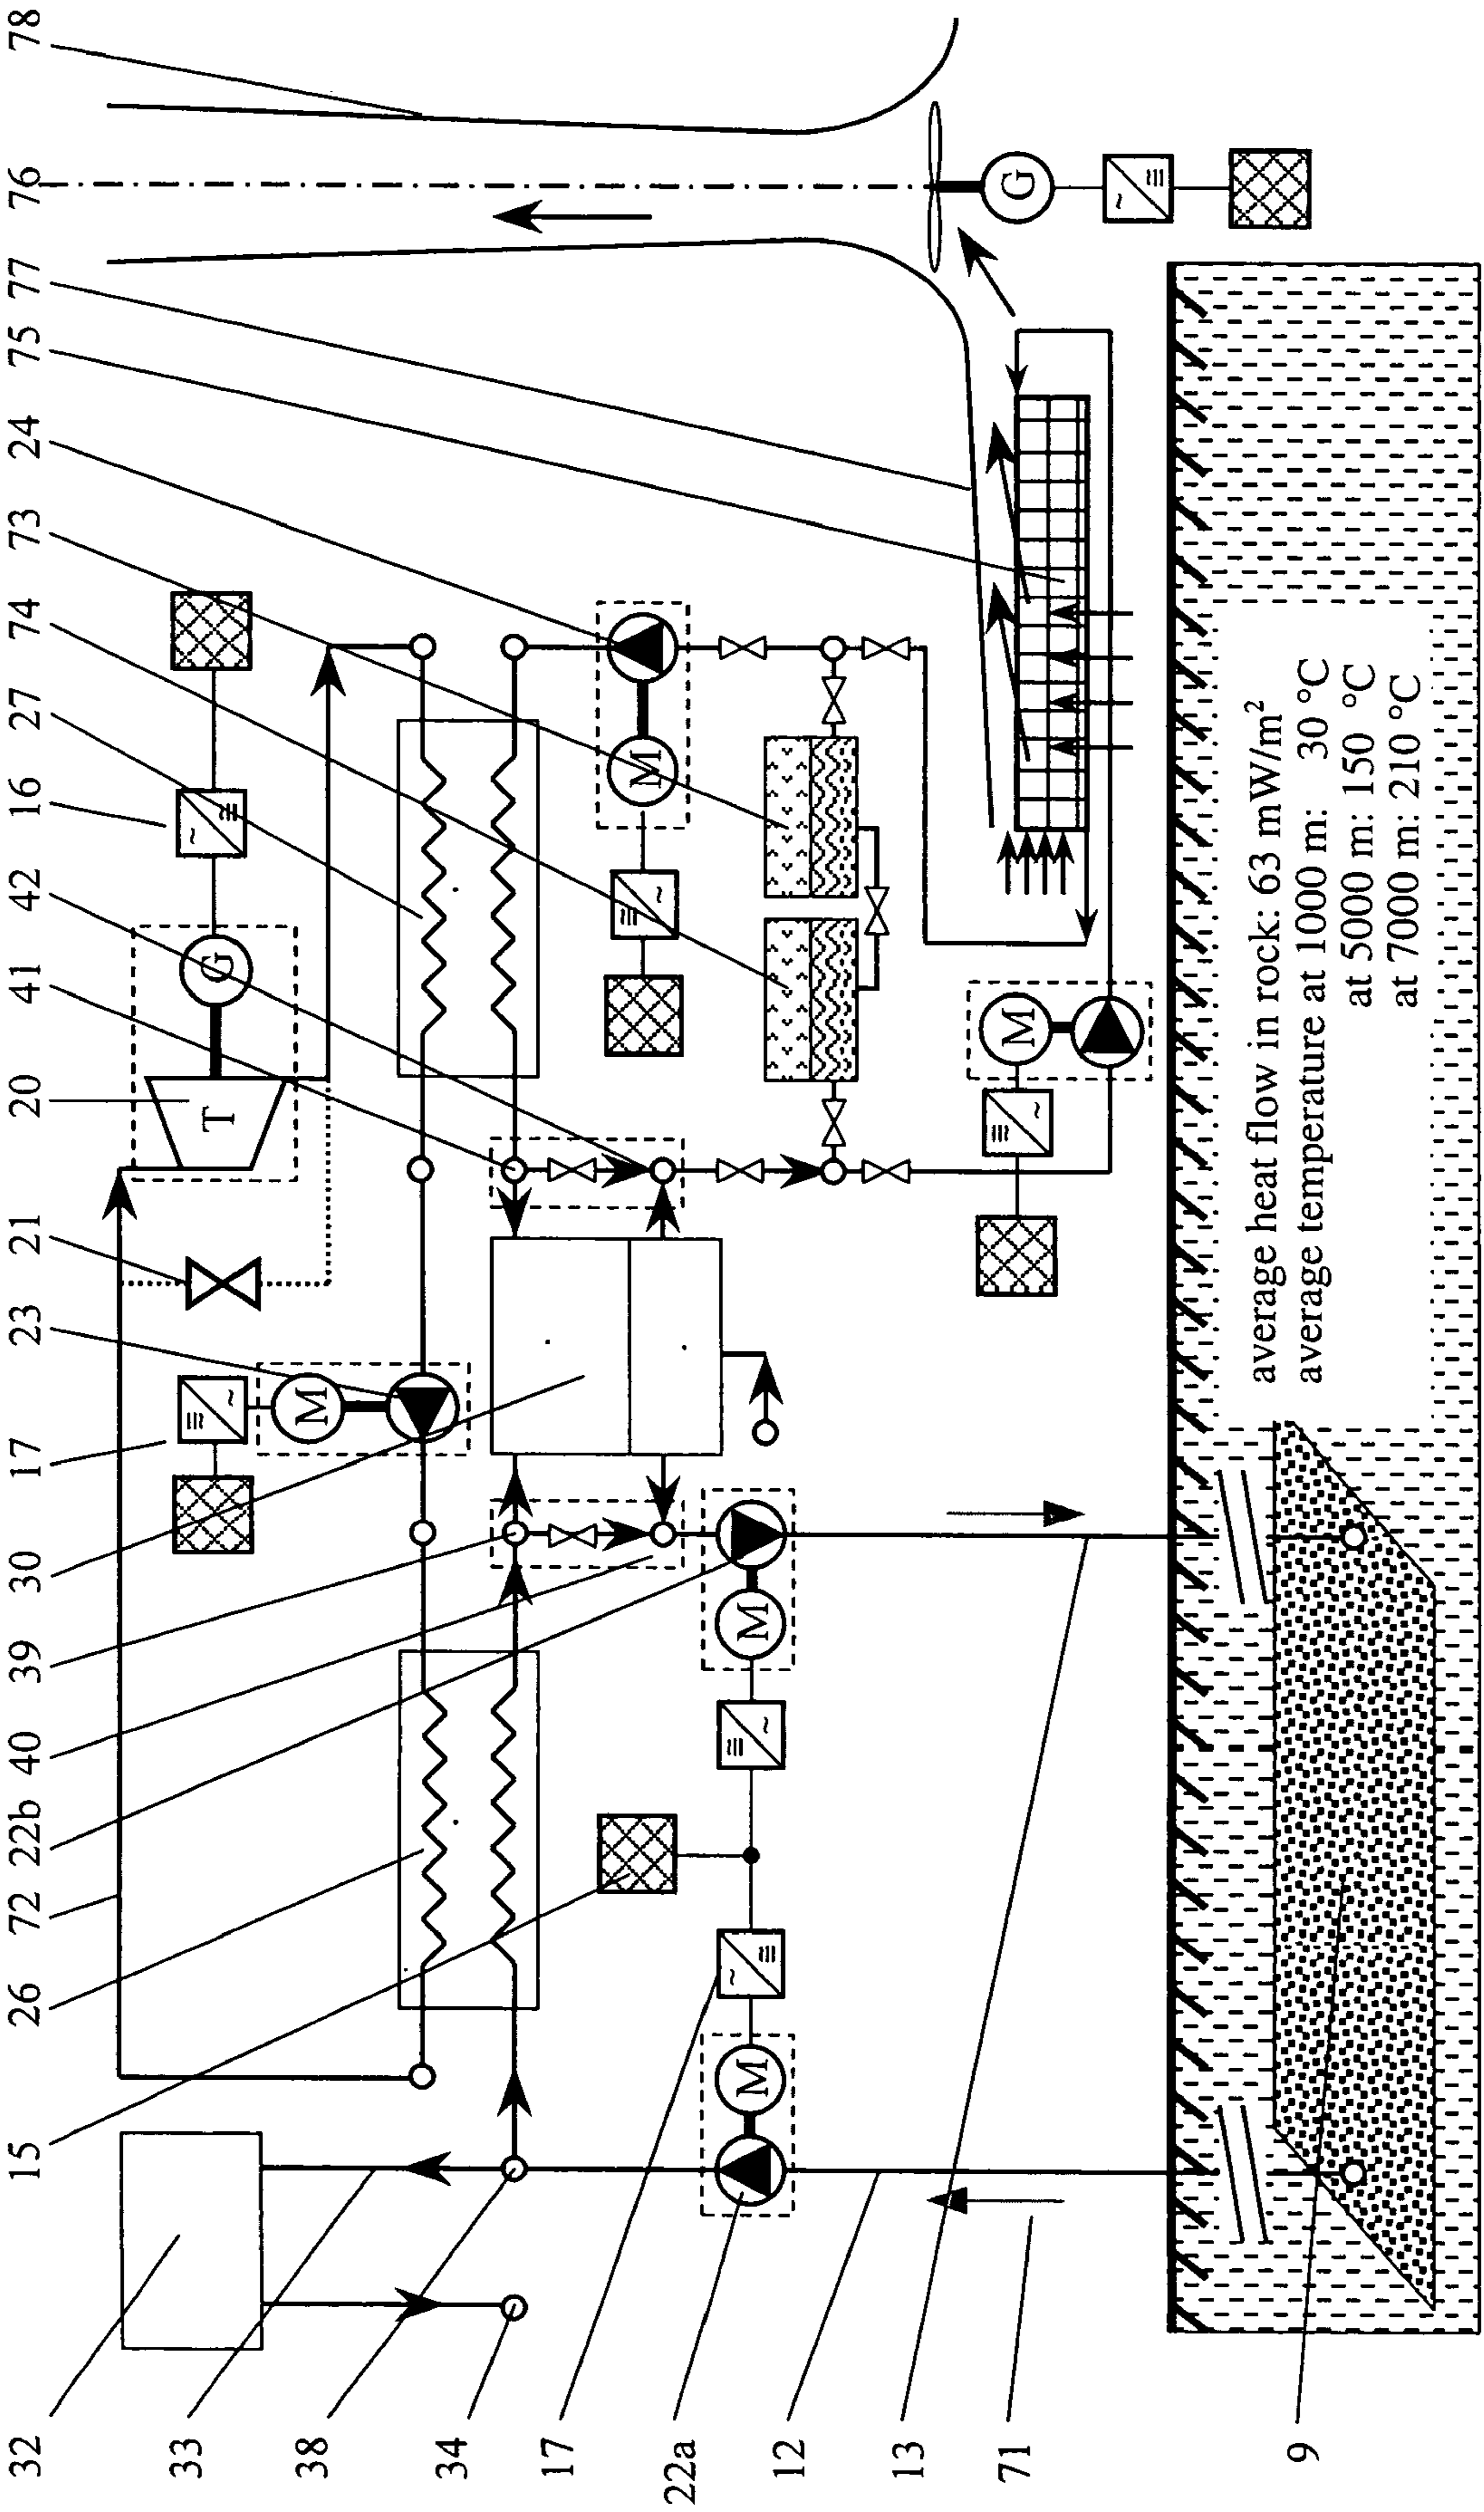 32
15
26
72
22b
40
39
30
17
23
21
20
41
42
16
27
74
73
24
75
77
76
78
33
T
G
M
38
34
17
M
22a
M
M
12
13
M
G
71
9
average heat flow in rock: 63 mW/m²
average temperature at 1000 m: 30 °C
at 5000 m: 150 °C
at 7000 m: 210 °C